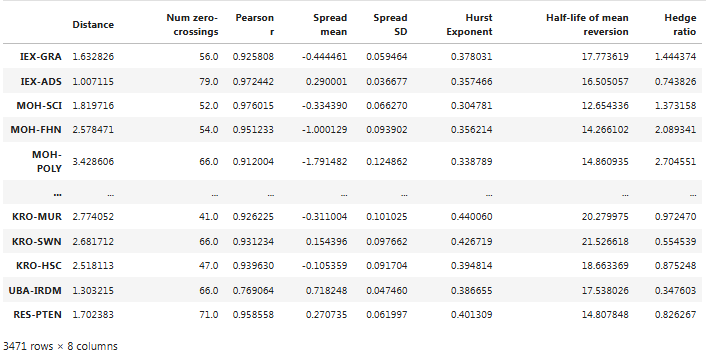 Distance Num zero-crossings Pearson r Spread mean Spread SD Hurst Exponent Half-life of mean reversion Hedge ratio
IEX-GRA 1.632826 56.0 0.925808 -0.444461 0.059464 0.378031 17.773619 1.444374
IEX-ADS 1.007115 79.0 0.972442 0.290001 0.036677 0.357466 16.505057 0.743826
MOH-SCI 1.819716 52.0 0.976015 -0.334390 0.066270 0.304781 12.654336 1.373158
MOH-FHN 2.578471 54.0 0.951233 -1.000129 0.093902 0.356214 14.266102 2.089341
MOH-POLY 3.428606 66.0 0.912004 -1.791482 0.124862 0.338789 14.860935 2.704551
... ... ... ... ... ... ... ... ...
KRO-MUR 2.774052 41.0 0.926225 -0.311004 0.101025 0.440060 20.279975 0.972470
KRO-SWN 2.681712 66.0 0.931234 0.154396 0.097662 0.426719 21.526618 0.554539
KRO-HSC 2.518113 47.0 0.939630 -0.105359 0.091704 0.394814 18.663369 0.875248
UBA-IRDM 1.303215 66.0 0.769064 0.718248 0.047460 0.386655 17.538026 0.347603
RES-PTEN 1.702383 71.0 0.958558 0.270735 0.061997 0.401309 14.807848 0.826267
3471 rows × 8 columns